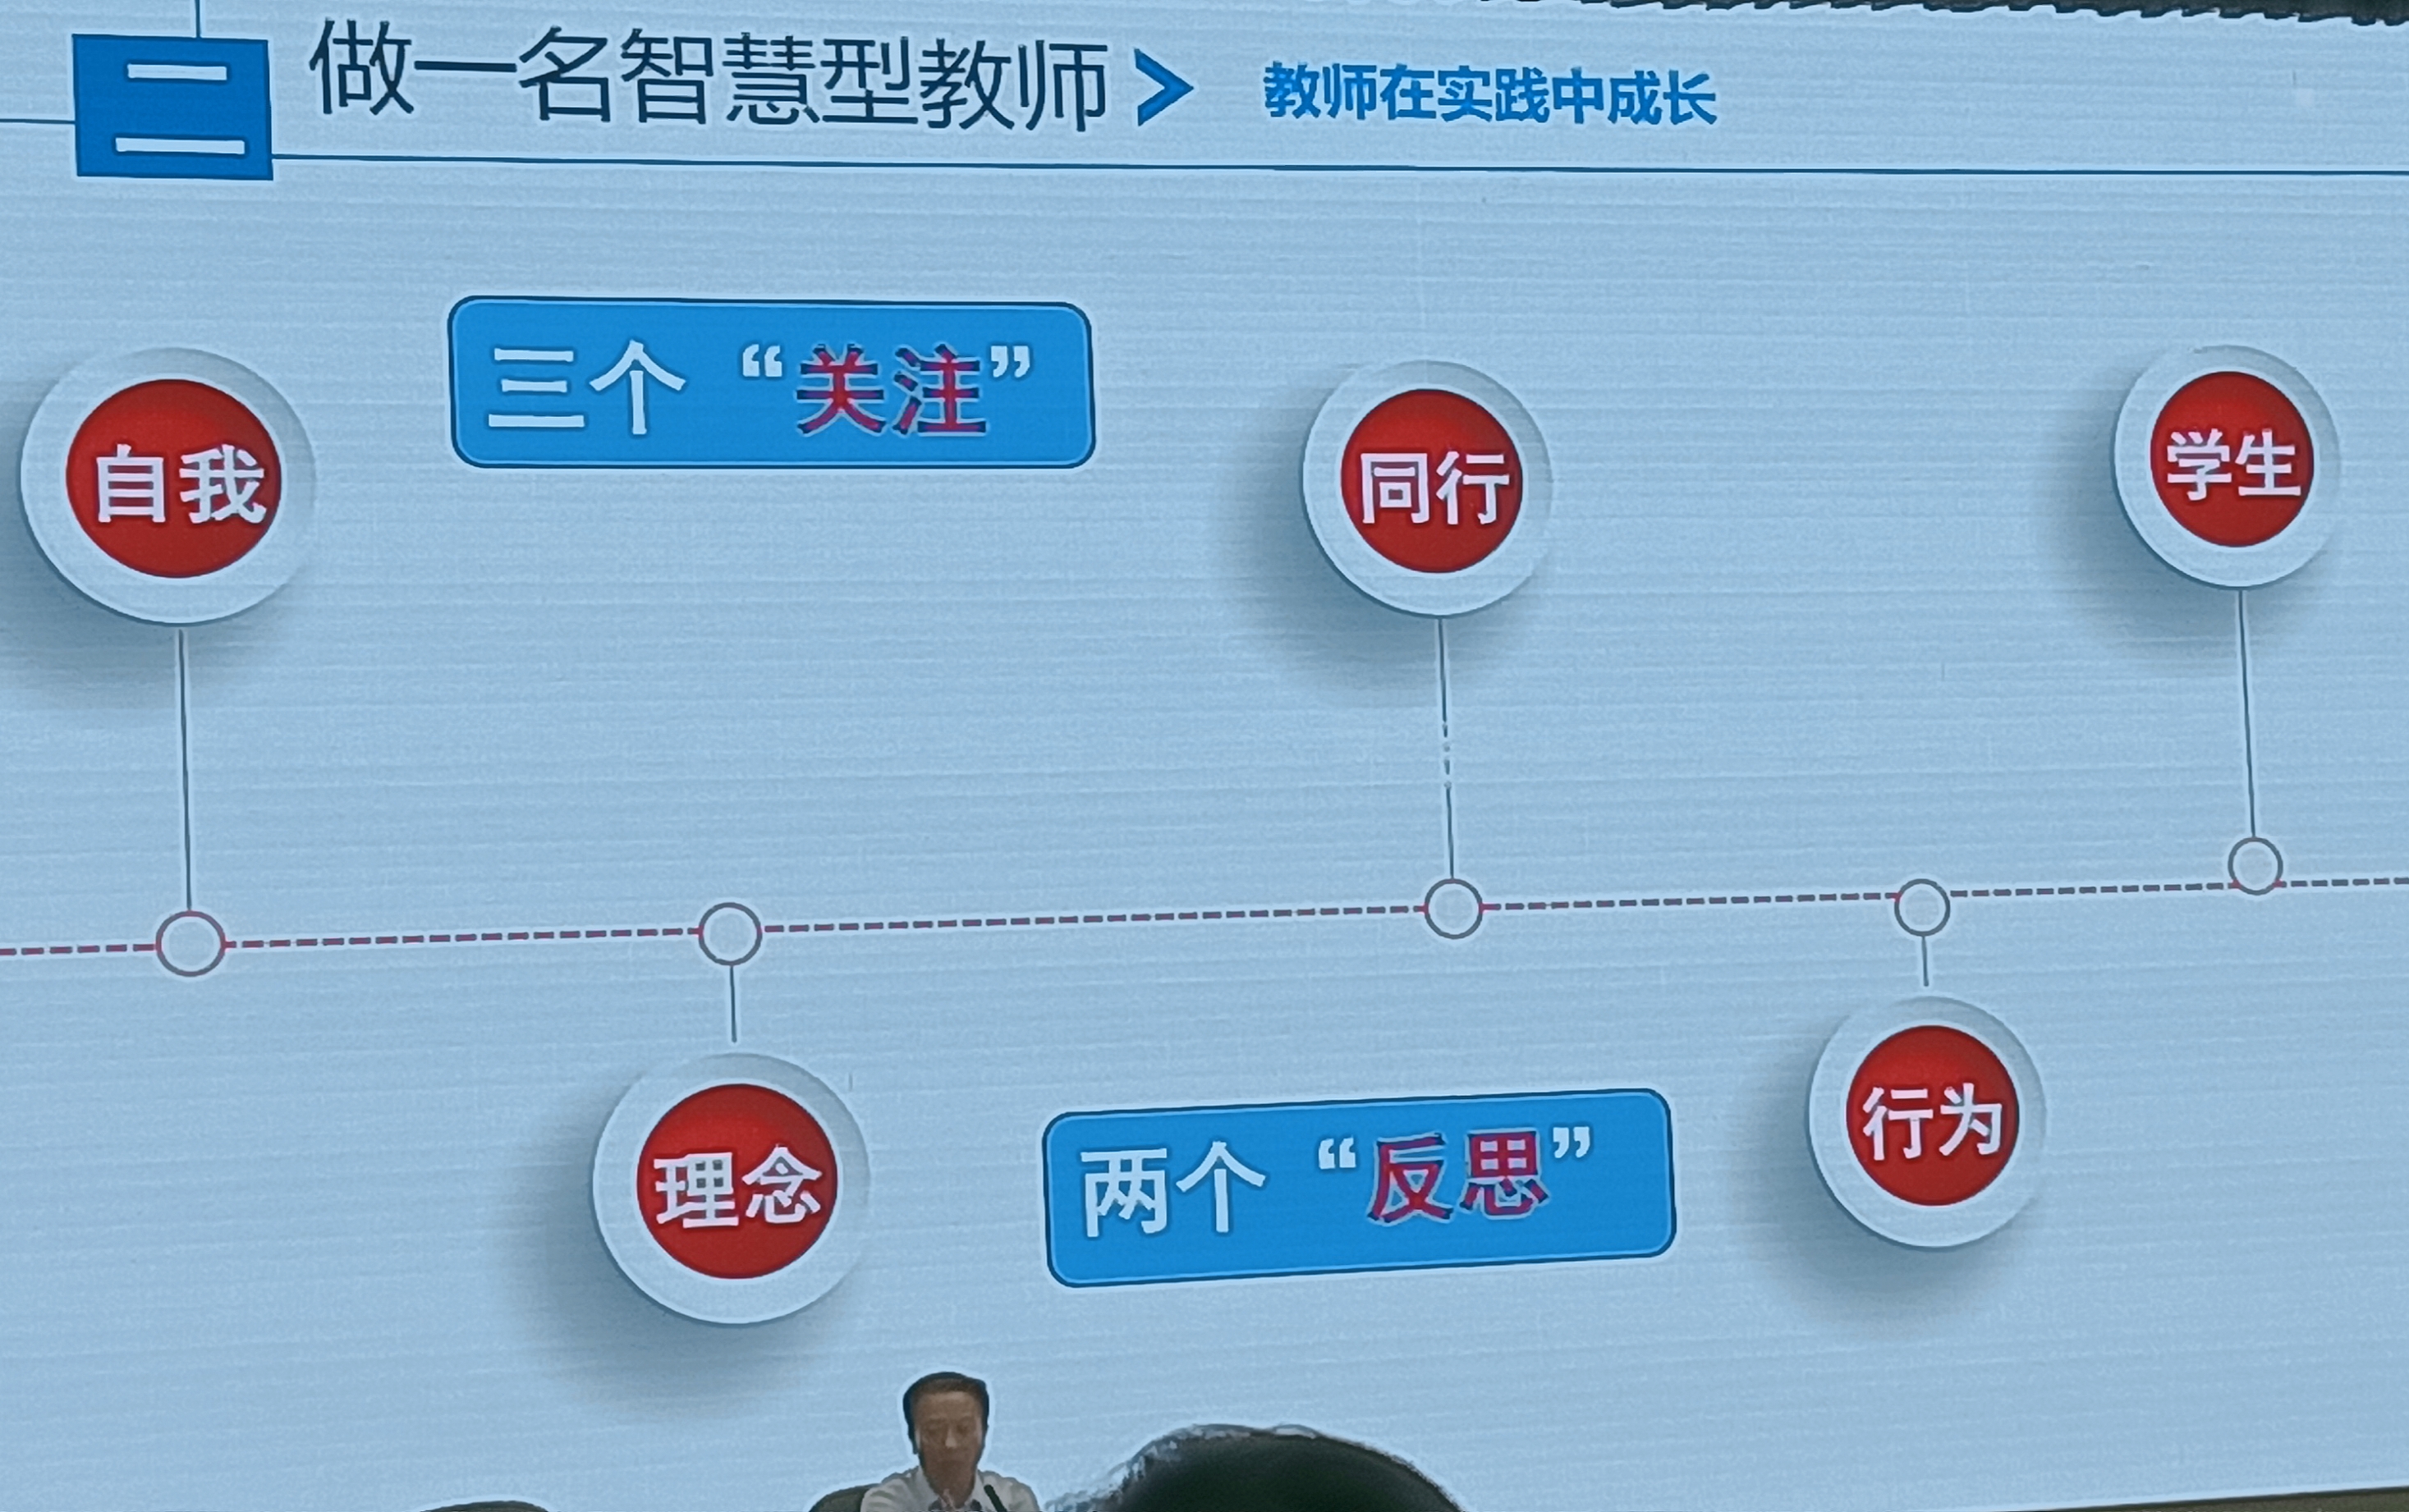 二 做一名智慧型教师 > 教师在实践中成长
三个“关注”
自我
同行
学生
理念
两个“反思”
行为